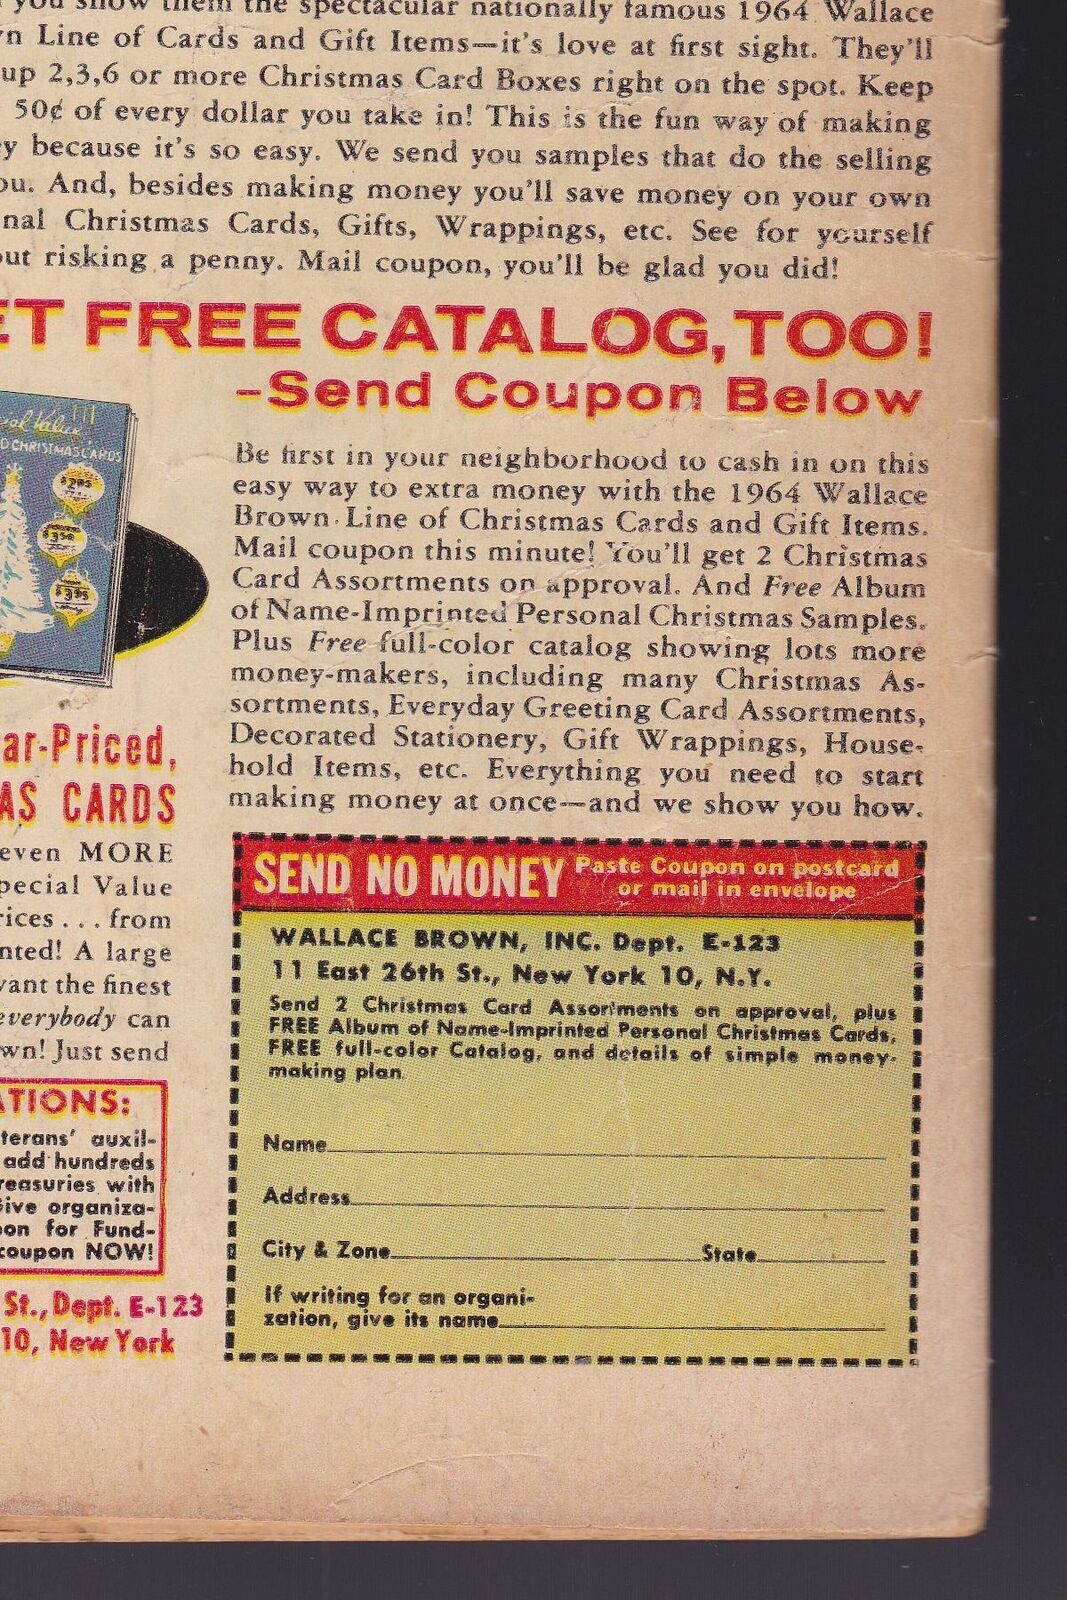 you show them the spectacular nationally famous 1964 Wallace
n Line of Cards and Gift Items—it's love at first sight. They'll
up 2,3,6 or more Christmas Card Boxes right on the spot. Keep
50¢ of every dollar you take in! This is the fun way of making
y because it's so easy. We send you samples that do the selling
ou. And, besides making money you'll save money on your own
nal Christmas Cards, Gifts, Wrappings, etc. See for yourself
out risking a penny. Mail coupon, you'll be glad you did!
ET FREE CATALOG, TOO!
-Send Coupon Below
Be first in your neighborhood to cash in on this
easy way to extra money with the 1964 Wallace
Brown Line of Christmas Cards and Gift Items.
Mail coupon this minute! You'll get 2 Christmas
Card Assortments on approval. And Free Album
of Name-Imprinted Personal Christmas Samples.
Plus Free full-color catalog showing lots more
money-makers, including many Christmas As-
sortments, Everyday Greeting Card Assortments,
Decorated Stationery, Gift Wrappings, House-
hold Items, etc. Everything you need to start
making money at once—and we show you how.
ial Value
D CHRISTMAS CARDS
$2.95
$3.50
$3.95
ar-Priced,
AS CARDS
even MORE
pecial Value
rices . . . from
nted! A large
vant the finest
everybody can
wn! Just send
ATIONS:
terans' auxil-
add hundreds
reasuries with
Give organiza-
pon for Fund-
coupon NOW!
St., Dept. E-123
10, New York
SEND NO MONEY Paste Coupon on postcard
or mail in envelope
WALLACE BROWN, INC. Dept. E-123
11 East 26th St., New York 10, N.Y.
Send 2 Christmas Card Assortments on approval, plus
FREE Album of Name-Imprinted Personal Christmas Cards,
FREE full-color Catalog, and details of simple money-
making plan
Name
Address
City & Zone State
If writing for an organi-
zation, give its name